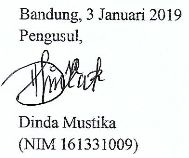 Bandung, 3 Januari 2019
Pengusul,
Dinda Mustika
(NIM 161331009)